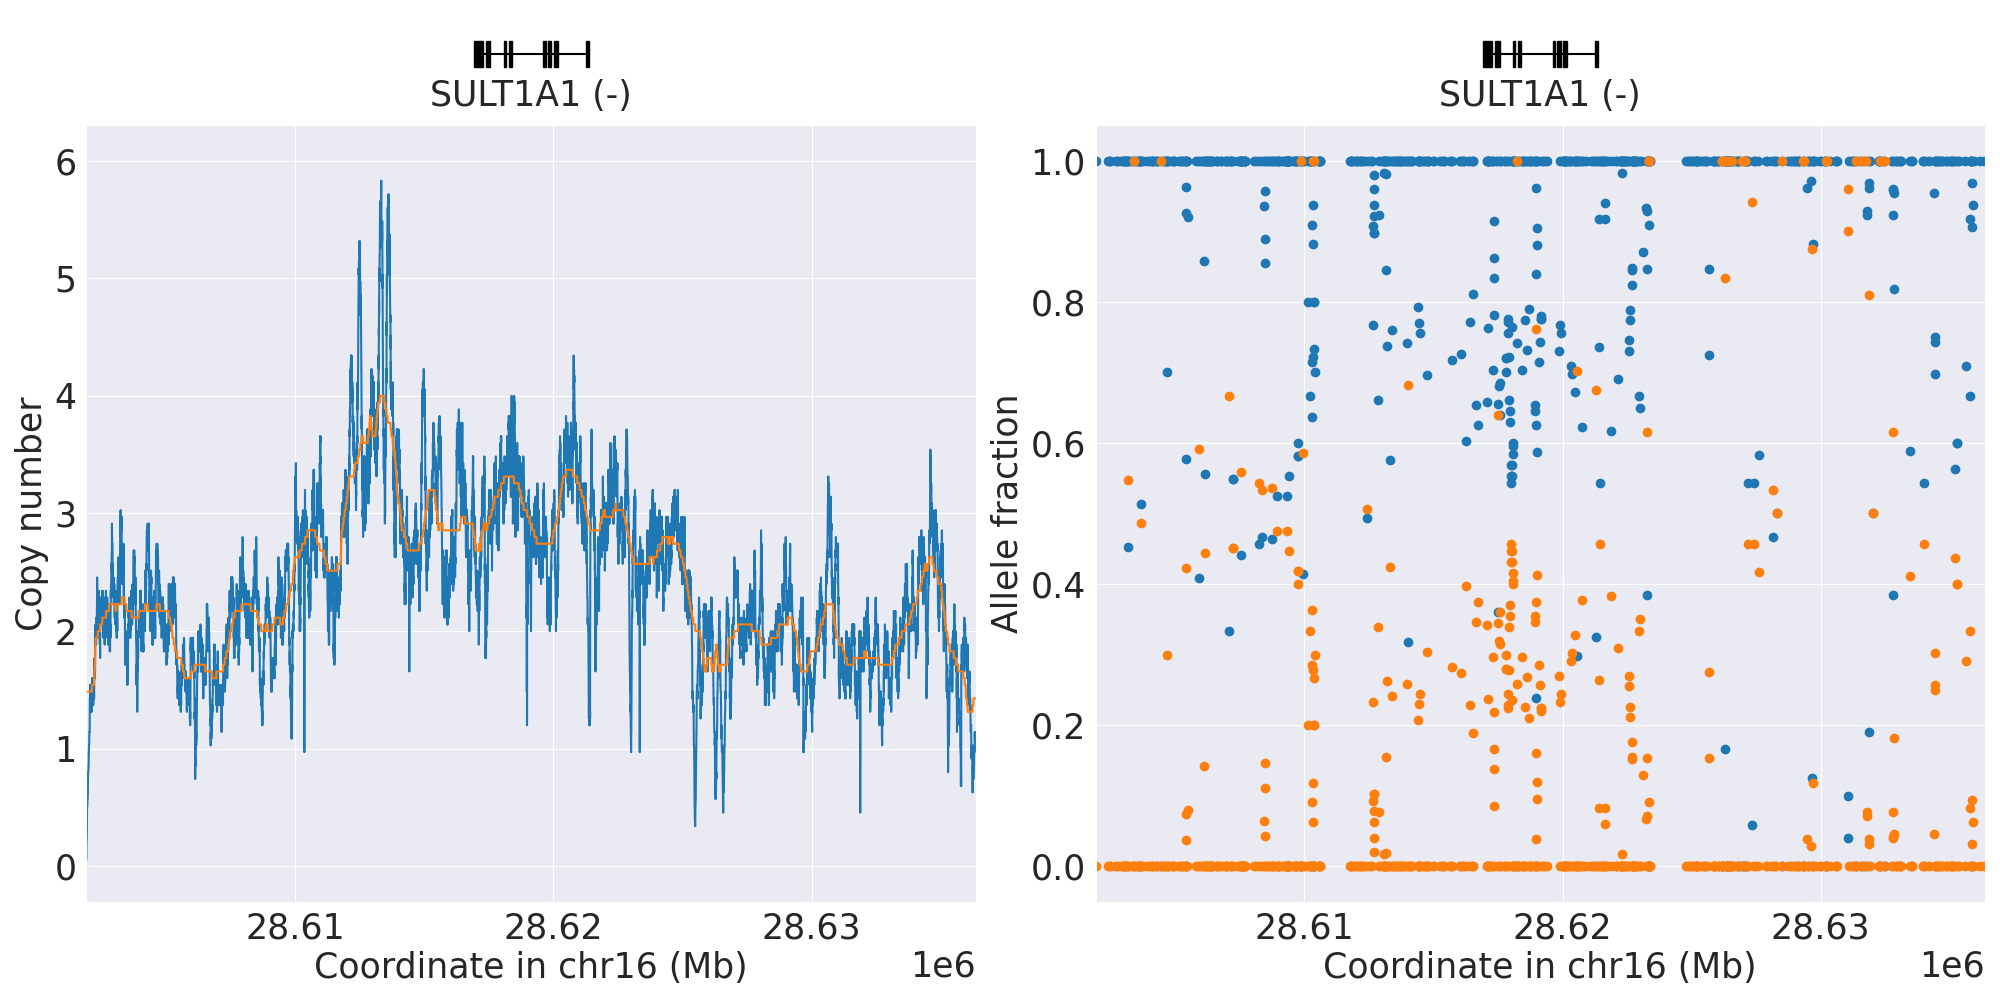 SULT1A1 (-)
Copy number
6
5
4
3
2
1
0
28.61
28.62
28.63
Coordinate in chr16 (Mb)
1e6
SULT1A1 (-)
Allele fraction
1.0
0.8
0.6
0.4
0.2
0.0
28.61
28.62
28.63
Coordinate in chr16 (Mb)
1e6